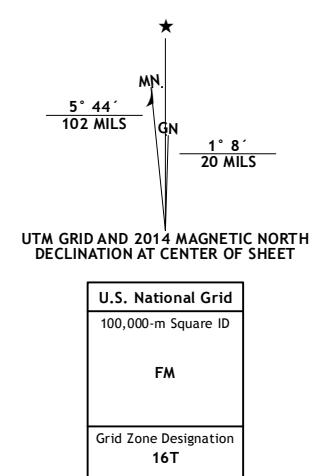 ★
MN.
5° 44´
102 MILS
GN
1° 8´
20 MILS
UTM GRID AND 2014 MAGNETIC NORTH
DECLINATION AT CENTER OF SHEET
U.S. National Grid
100,000-m Square ID
FM
Grid Zone Designation
16T